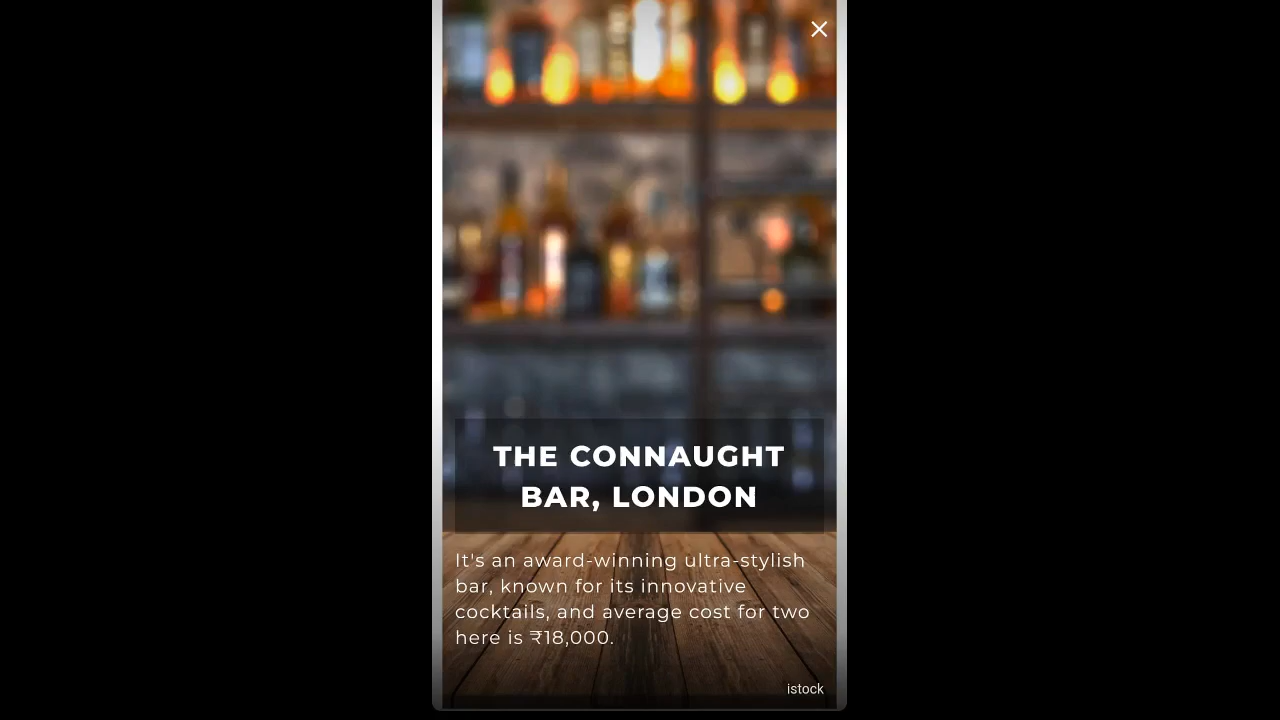 THE CONNAUGHT
BAR, LONDON
It's an award-winning ultra-stylish
bar, known for its innovative
cocktails, and average cost for two
here is ₹18,000.
istock